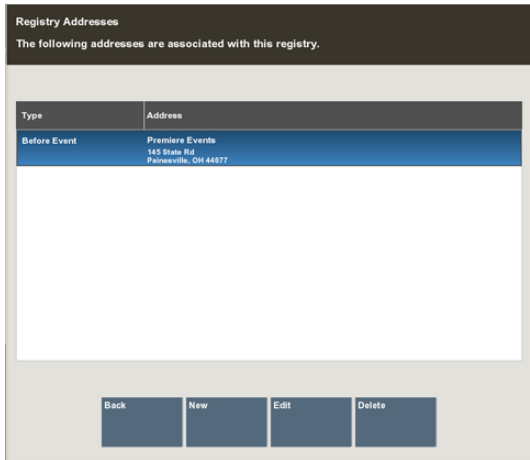 Registry Addresses
The following addresses are associated with this registry.
Type Address
Before Event Premiere Events
145 State Rd
Painesville, OH 44077
Back New Edit Delete